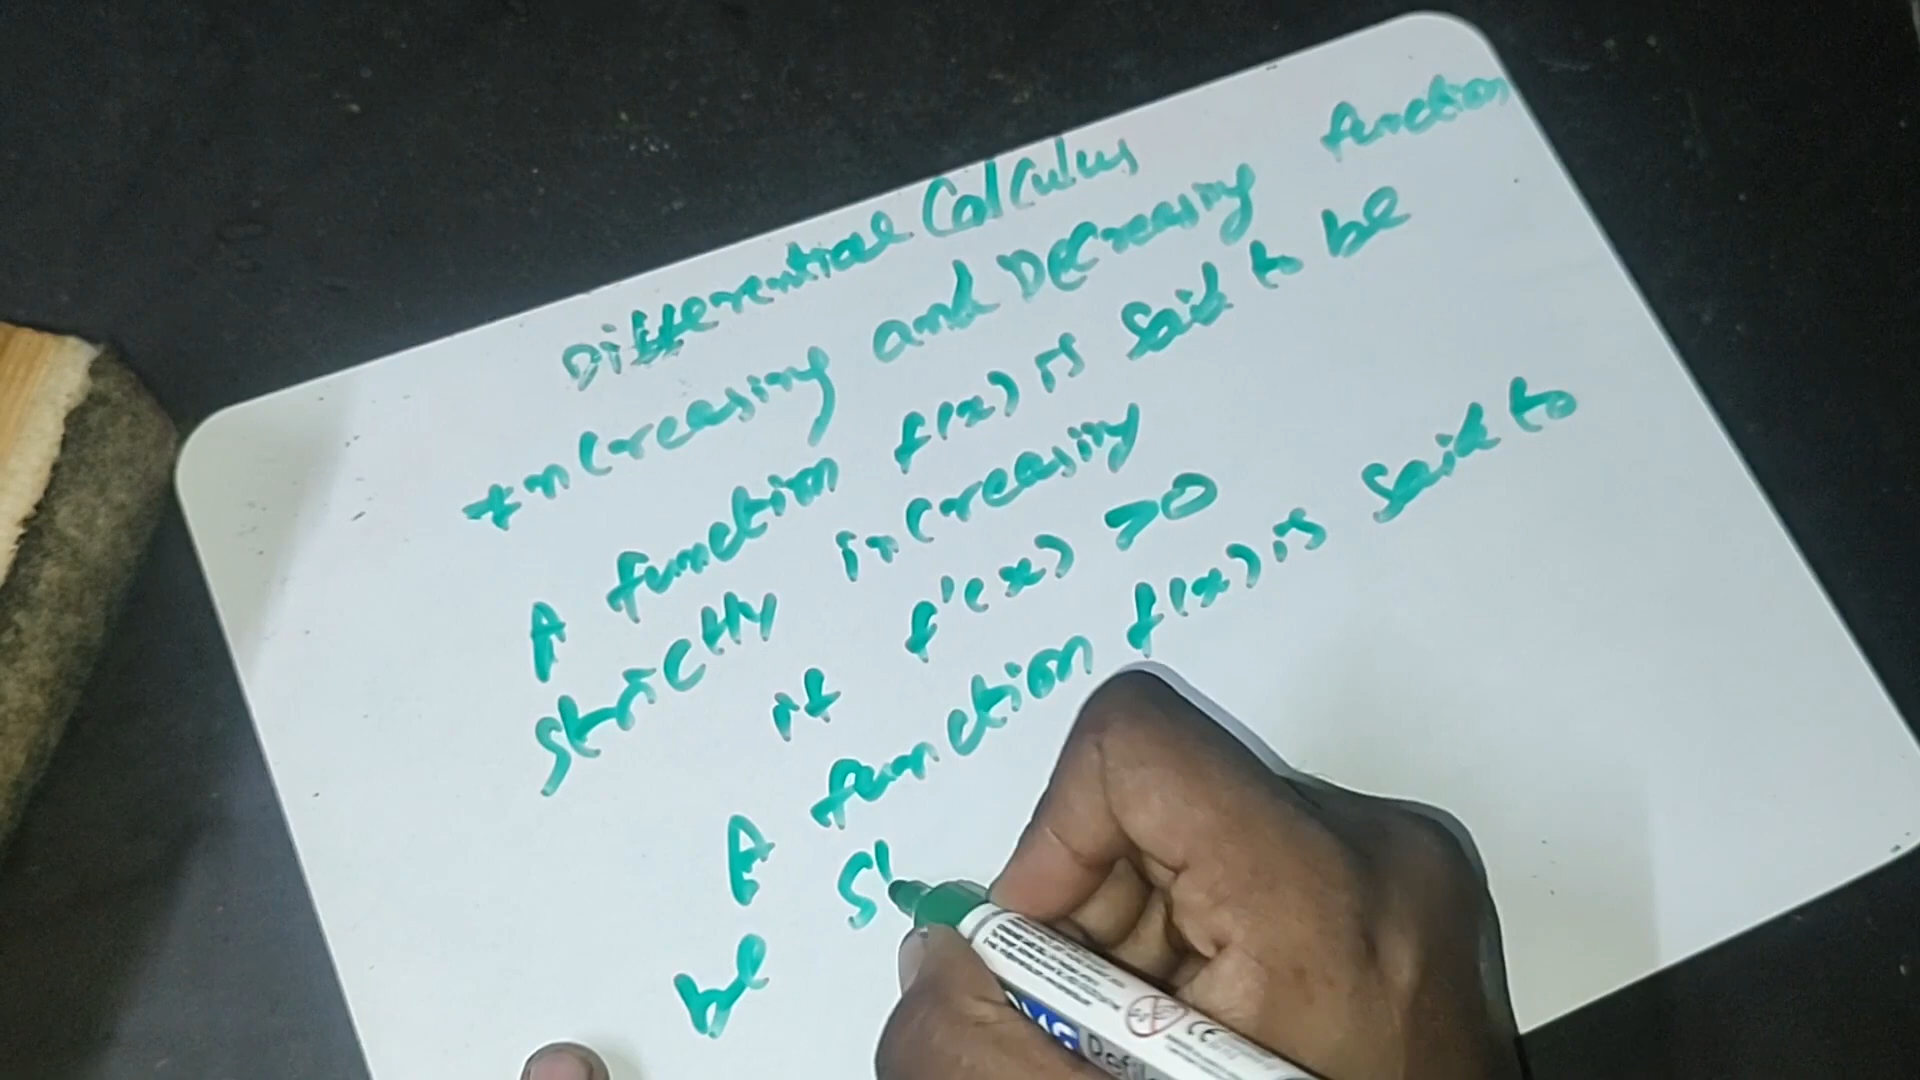 Differential Calculus
Increasing and Decreasing function
A function f(x) is said to be
strictly increasing
if f'(x) >0
A function f(x) is said to
be St
CE